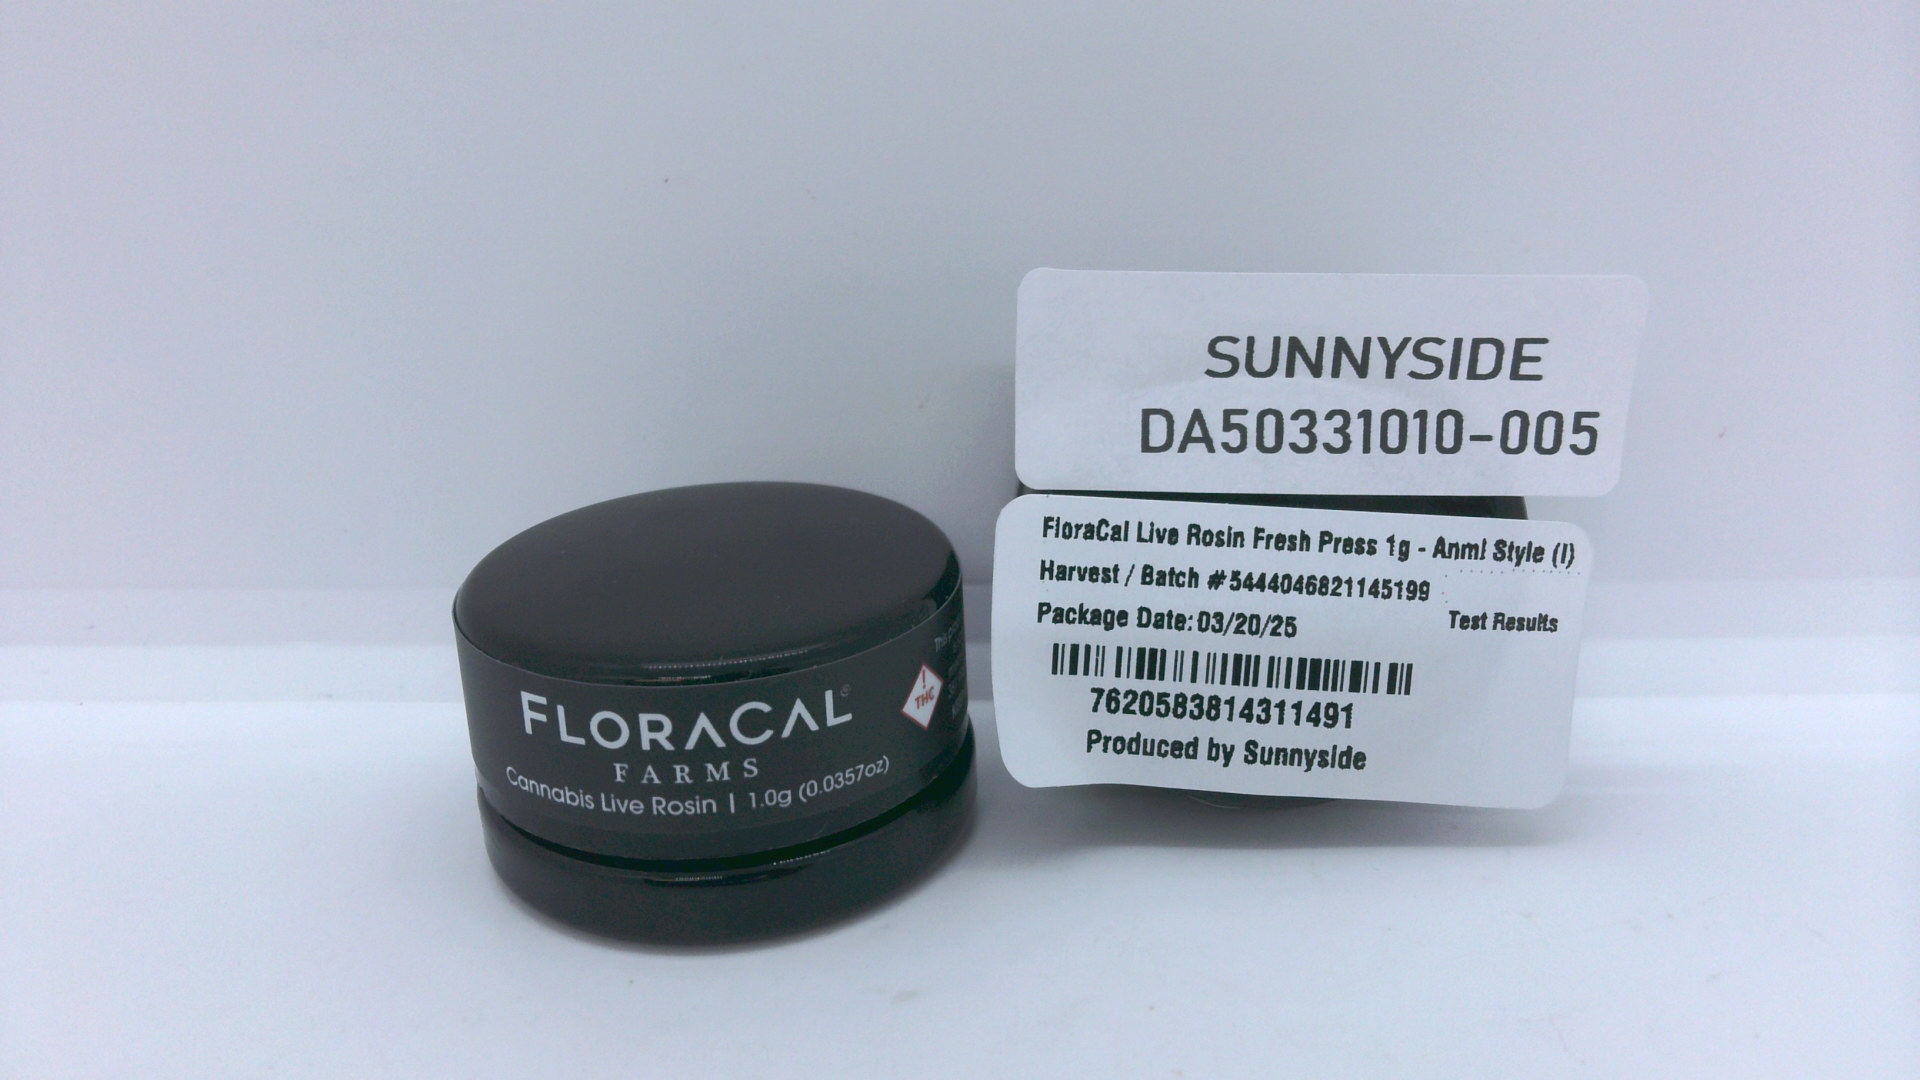 FLORACAL®
FARMS
Cannabis Live Rosin | 1.0g (0.0357oz)
!
THC
SUNNYSIDE
DA50331010-005
FloraCal Live Rosin Fresh Press 1g - Anml Style (I)
Harvest / Batch #5444046821145199
Package Date: 03/20/25
Test Results
7620583814311491
Produced by Sunnyside